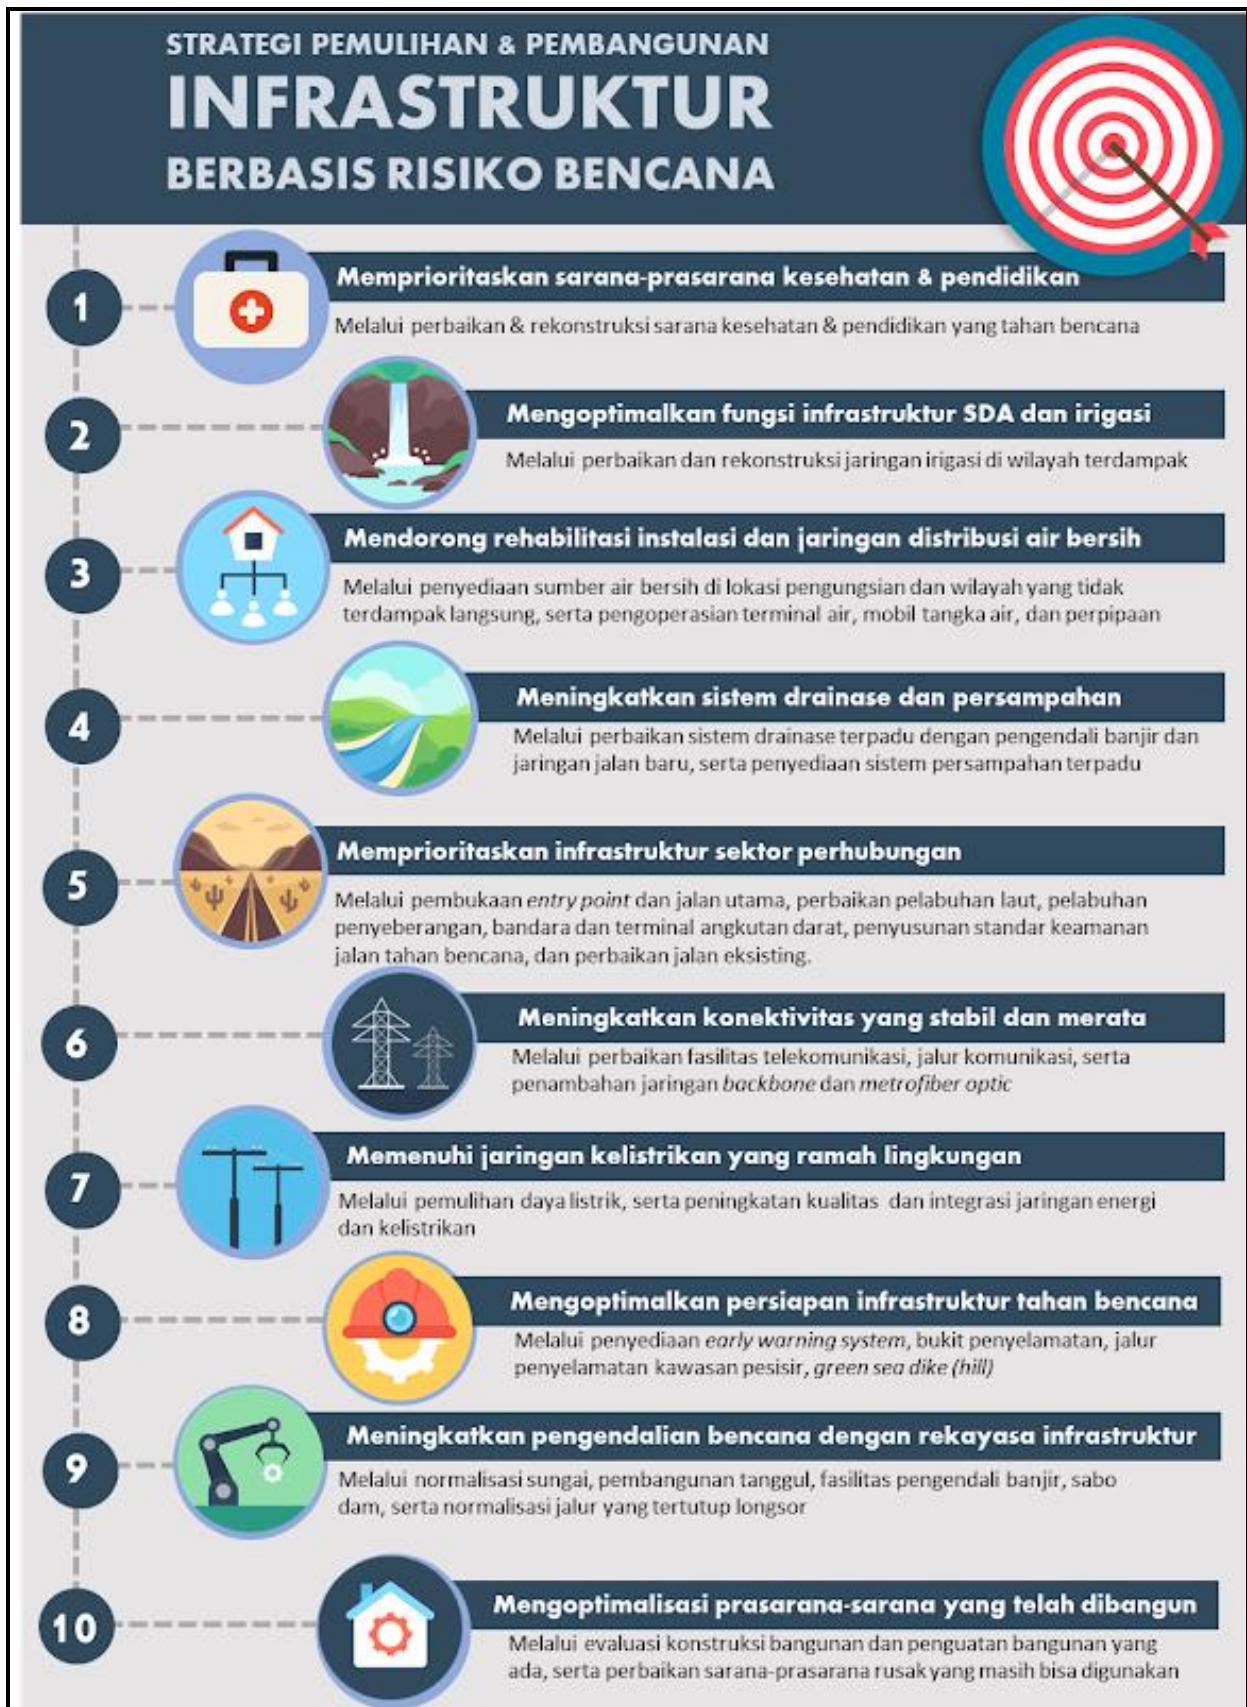 STRATEGI PEMULIHAN & PEMBANGUNAN
INFRASTRUKTUR
BERBASIS RISIKO BENCANA
1
Memprioritaskan sarana-prasarana kesehatan & pendidikan
Melalui perbaikan & rekonstruksi sarana kesehatan & pendidikan yang tahan bencana
2
Mengoptimalkan fungsi infrastruktur SDA dan irigasi
Melalui perbaikan dan rekonstruksi jaringan irigasi di wilayah terdampak
3
Mendorong rehabilitasi instalasi dan jaringan distribusi air bersih
Melalui penyediaan sumber air bersih di lokasi pengungsian dan wilayah yang tidak
terdampak langsung, serta pengoperasian terminal air, mobil tangka air, dan perpipaan
4
Meningkatkan sistem drainase dan persampahan
Melalui perbaikan sistem drainase terpadu dengan pengendali banjir dan
jaringan jalan baru, serta penyediaan sistem persampahan terpadu
5
Memprioritaskan infrastruktur sektor perhubungan
Melalui pembukaan entry point dan jalan utama, perbaikan pelabuhan laut, pelabuhan
penyeberangan, bandara dan terminal angkutan darat, penyusunan standar keamanan
jalan tahan bencana, dan perbaikan jalan eksisting.
6
Meningkatkan konektivitas yang stabil dan merata
Melalui perbaikan fasilitas telekomunikasi, jalur komunikasi, serta
penambahan jaringan backbone dan metrofiber optic
7
Memenuhi jaringan kelistrikan yang ramah lingkungan
Melalui pemulihan daya listrik, serta peningkatan kualitas dan integrasi jaringan energi
dan kelistrikan
8
Mengoptimalkan persiapan infrastruktur tahan bencana
Melalui penyediaan early warning system, bukit penyelamatan, jalur
penyelamatan kawasan pesisir, green sea dike (hill)
9
Meningkatkan pengendalian bencana dengan rekayasa infrastruktur
Melalui normalisasi sungai, pembangunan tanggul, fasilitas pengendali banjir, sabo
dam, serta normalisasi jalur yang tertutup longsor
10
Mengoptimalisasi prasarana-sarana yang telah dibangun
Melalui evaluasi konstruksi bangunan dan penguatan bangunan yang
ada, serta perbaikan sarana-prasarana rusak yang masih bisa digunakan